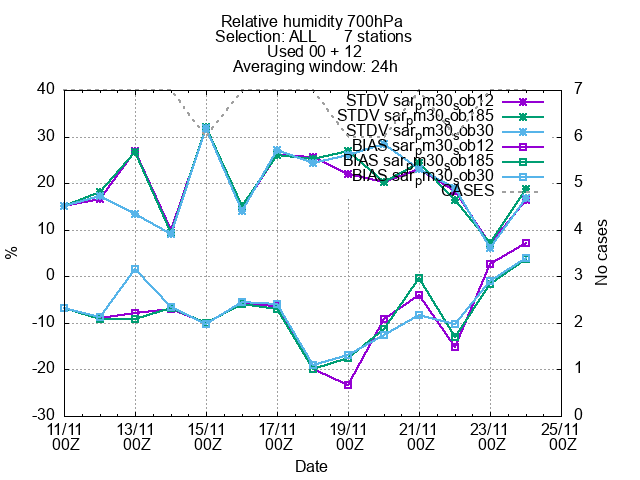 Relative humidity 700hPa
Selection: ALL 7 stations
Used 00 + 12
Averaging window: 24h
40 7
STDV sar_pm30_sob12
STDV sar_pm30_sob185
30 6
STDV sar_pm30_sob30
BIAS sar_pm30_sob12
BIAS sar_pm30_sob185
BIAS sar_pm30_sob30
20 5
CASES
10 4
% No cases
0 3
-10 2
-20 1
-30 0
11/11 13/11 15/11 17/11 19/11 21/11 23/11 25/11
00Z 00Z 00Z 00Z 00Z 00Z 00Z 00Z
Date